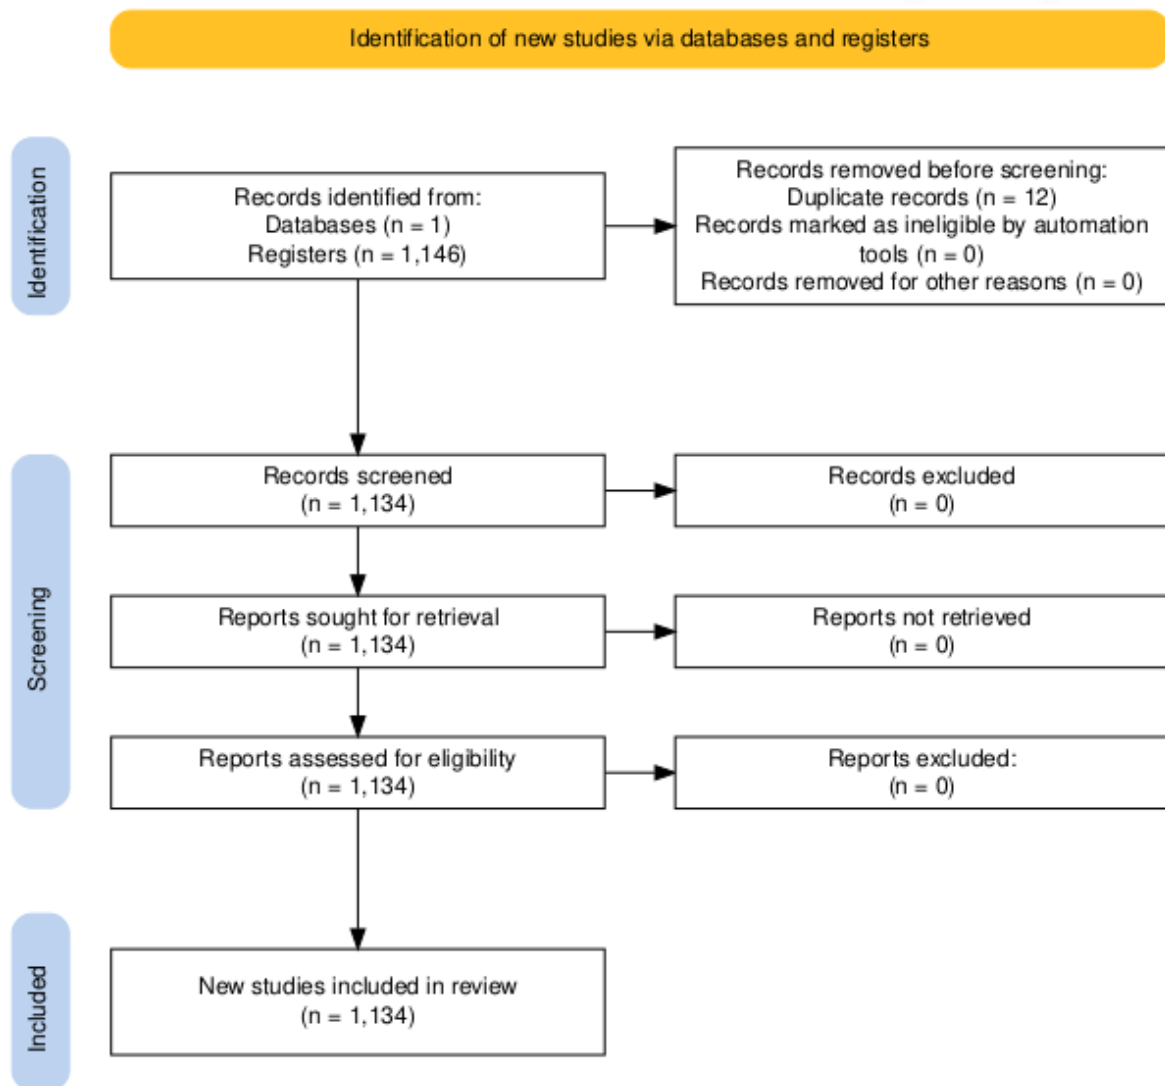 Identification of new studies via databases and registers
Identification
Records identified from:
Databases (n = 1)
Registers (n = 1,146)
Records removed before screening:
Duplicate records (n = 12)
Records marked as ineligible by automation
tools (n = 0)
Records removed for other reasons (n = 0)
Screening
Records screened
(n = 1,134)
Records excluded
(n = 0)
Reports sought for retrieval
(n = 1,134)
Reports not retrieved
(n = 0)
Reports assessed for eligibility
(n = 1,134)
Reports excluded:
(n = 0)
Included
New studies included in review
(n = 1,134)